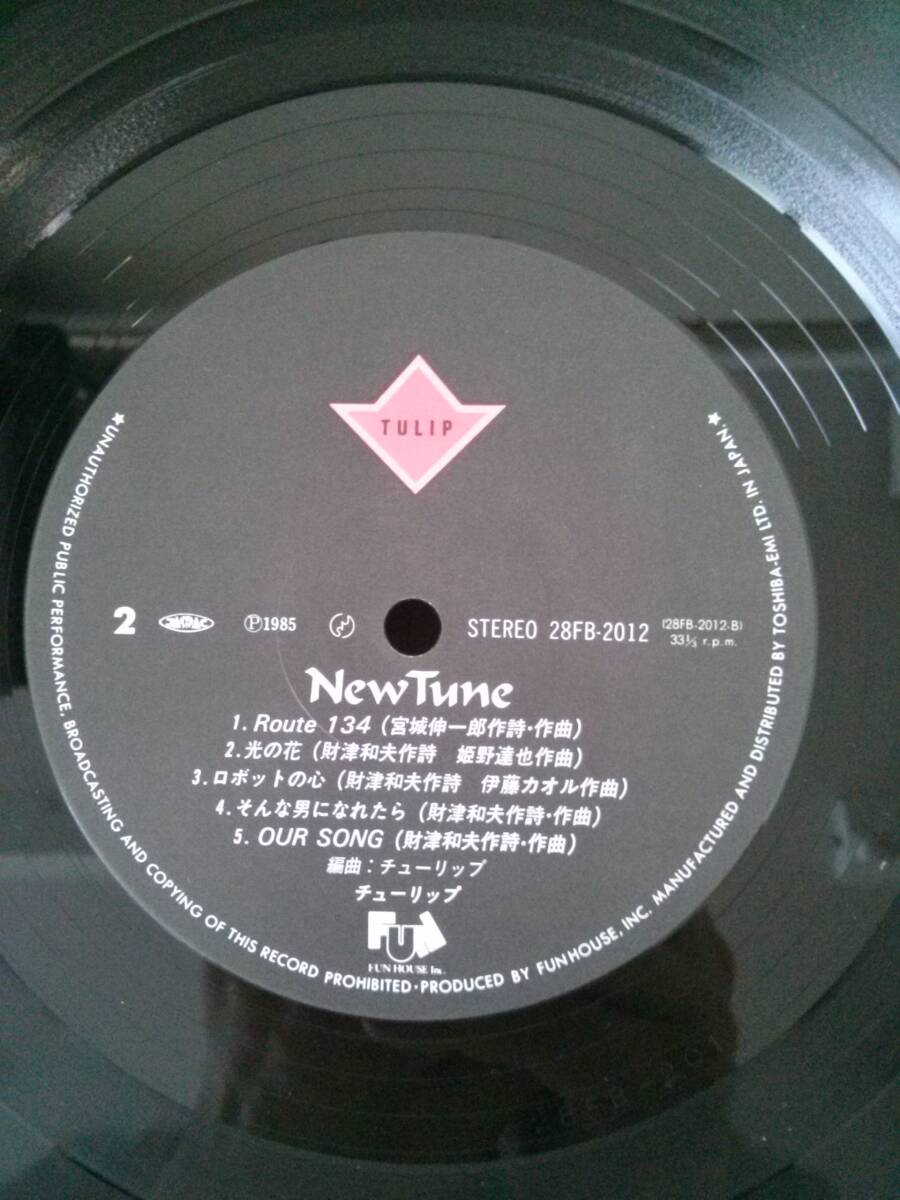 TULIP
2 JASRAC Ⓟ1985 STEREO 28FB-2012 (28FB-2012-B)
33⅓ r.p.m.
New Tune
1. Route 134 (宮城伸一郎作詩・作曲)
2. 光の花 (財津和夫作詩 姫野達也作曲)
3. ロボットの心 (財津和夫作詩 伊藤カオル作曲)
4. そんな男になれたら (財津和夫作詩・作曲)
5. OUR SONG (財津和夫作詩・作曲)
編曲：チューリップ
チューリップ
FUN
FUN HOUSE Inc.
★UNAUTHORIZED PUBLIC PERFORMANCE, BROADCASTING AND COPYING OF THIS RECORD PROHIBITED・PRODUCED BY FUNHOUSE, INC. MANUFACTURED AND DISTRIBUTED BY TOSHIBA-EMI LTD. IN JAPAN.★